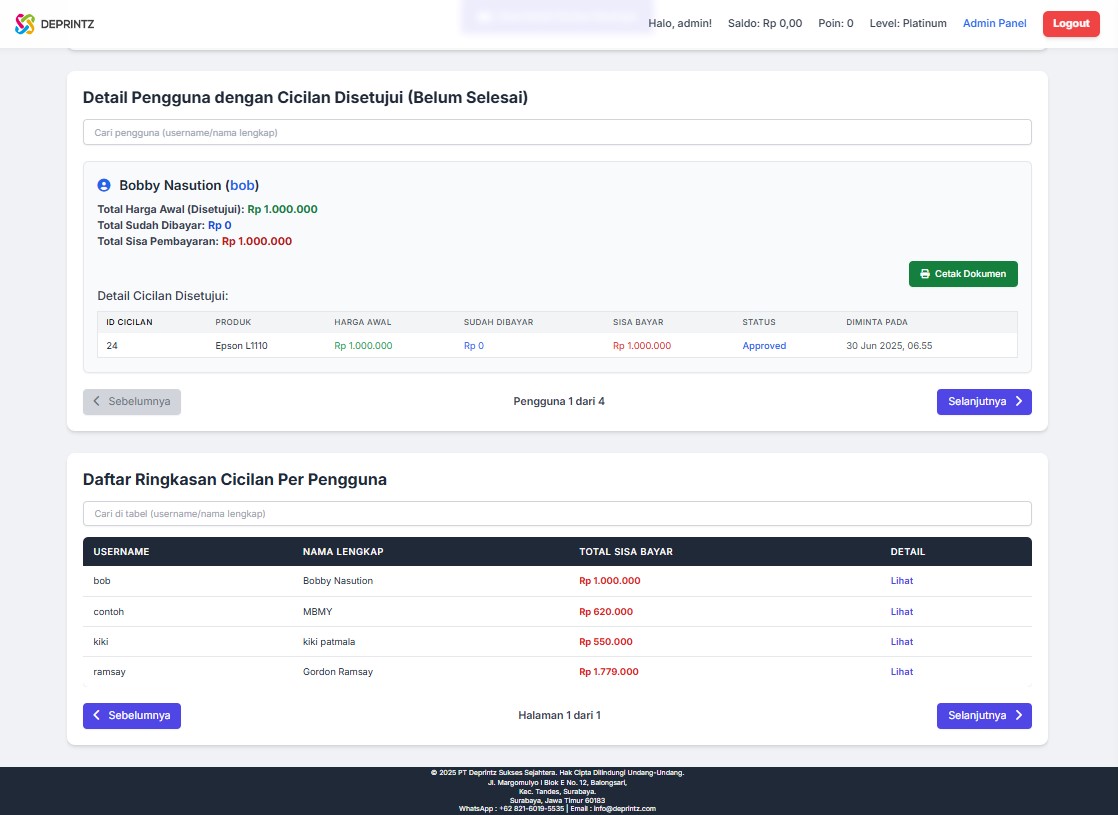 DEPRINTZ
Halo, admin! Saldo: Rp 0,00 Poin: 0 Level: Platinum Admin Panel Logout
Detail Pengguna dengan Cicilan Disetujui (Belum Selesai)
Cari pengguna (username/nama lengkap)
Bobby Nasution (bob)
Total Harga Awal (Disetujui): Rp 1.000.000
Total Sudah Dibayar: Rp 0
Total Sisa Pembayaran: Rp 1.000.000
Cetak Dokumen
Detail Cicilan Disetujui:
ID CICILAN PRODUK HARGA AWAL SUDAH DIBAYAR SISA BAYAR STATUS DIMINTA PADA
24 Epson L1110 Rp 1.000.000 Rp 0 Rp 1.000.000 Approved 30 Jun 2025, 06.55
Sebelumnya Pengguna 1 dari 4 Selanjutnya
Daftar Ringkasan Cicilan Per Pengguna
Cari di tabel (username/nama lengkap)
USERNAME NAMA LENGKAP TOTAL SISA BAYAR DETAIL
bob Bobby Nasution Rp 1.000.000 Lihat
contoh MBMY Rp 620.000 Lihat
kiki kiki patmala Rp 550.000 Lihat
ramsay Gordon Ramsay Rp 1.779.000 Lihat
Sebelumnya Halaman 1 dari 1 Selanjutnya
© 2025 PT Deprintz Sukses Sejahtera. Hak Cipta Dilindungi Undang-Undang.
Jl. Margomulyo I Blok E No. 12, Balongsari,
Kec. Tandes, Surabaya.
Surabaya, Jawa Timur 60183
WhatsApp : +62 821-6019-5535 | Email : info@deprintz.com